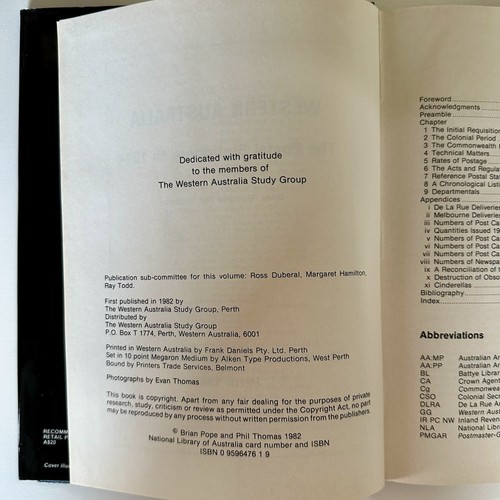 Dedicated with gratitude
to the members of
The Western Australia Study Group
Publication sub-committee for this volume: Ross Duberal, Margaret Hamilton,
Ray Todd.
First published in 1982 by
The Western Australia Study Group, Perth
Distributed by
The Western Australia Study Group
P.O. Box T 1774, Perth, Western Australia, 6001
Printed in Western Australia by Frank Daniels Pty. Ltd. Perth
Set in 10 point Megaron Medium by Alken Type Productions, West Perth
Bound by Printers Trade Services, Belmont
Photographs by Evan Thomas
This book is copyright. Apart from any fair dealing for the purposes of private
research, study, criticism or review as permitted under the Copyright Act, no part
may be reproduced by any process without written permission from the publishers.
© Brian Pope and Phil Thomas 1982
National Library of Australia card number and ISBN
ISBN 0 9596476 1 9
RECOMM
RETAIL P
A$20
Cover illu
Foreword
Acknowledgments
Preamble
Chapter
1 The Initial Requisition
2 The Colonial Period
3 The Commonwealth
4 Technical Matters
5 Rates of Postage
6 The Acts and Regula
7 Reference Postal Stat
8 A Chronological Listi
9 Departmentals
Appendices
i De La Rue Deliveries
ii Melbourne Deliveries
iii Numbers of Post Ca
iv Quantities Issued 19
v Numbers of Post Ca
vi Numbers of Post Ca
vii Numbers of Post Ca
viii Numbers of Newspa
ix A Reconciliation of t
x Destruction of Obso
xi Cinderellas
Bibliography
Index
Abbreviations
AA:MP Australian Ar
AA:PP Australian Ar
BL Battye Librar
CA Crown Agent
Cg Commonwealt
CSO Colonial Secr
DLRA De La Rue Ar
GG Western Aust
IR PC NW Inland Reven
NLA National Libra
PMGAR Postmaster-G